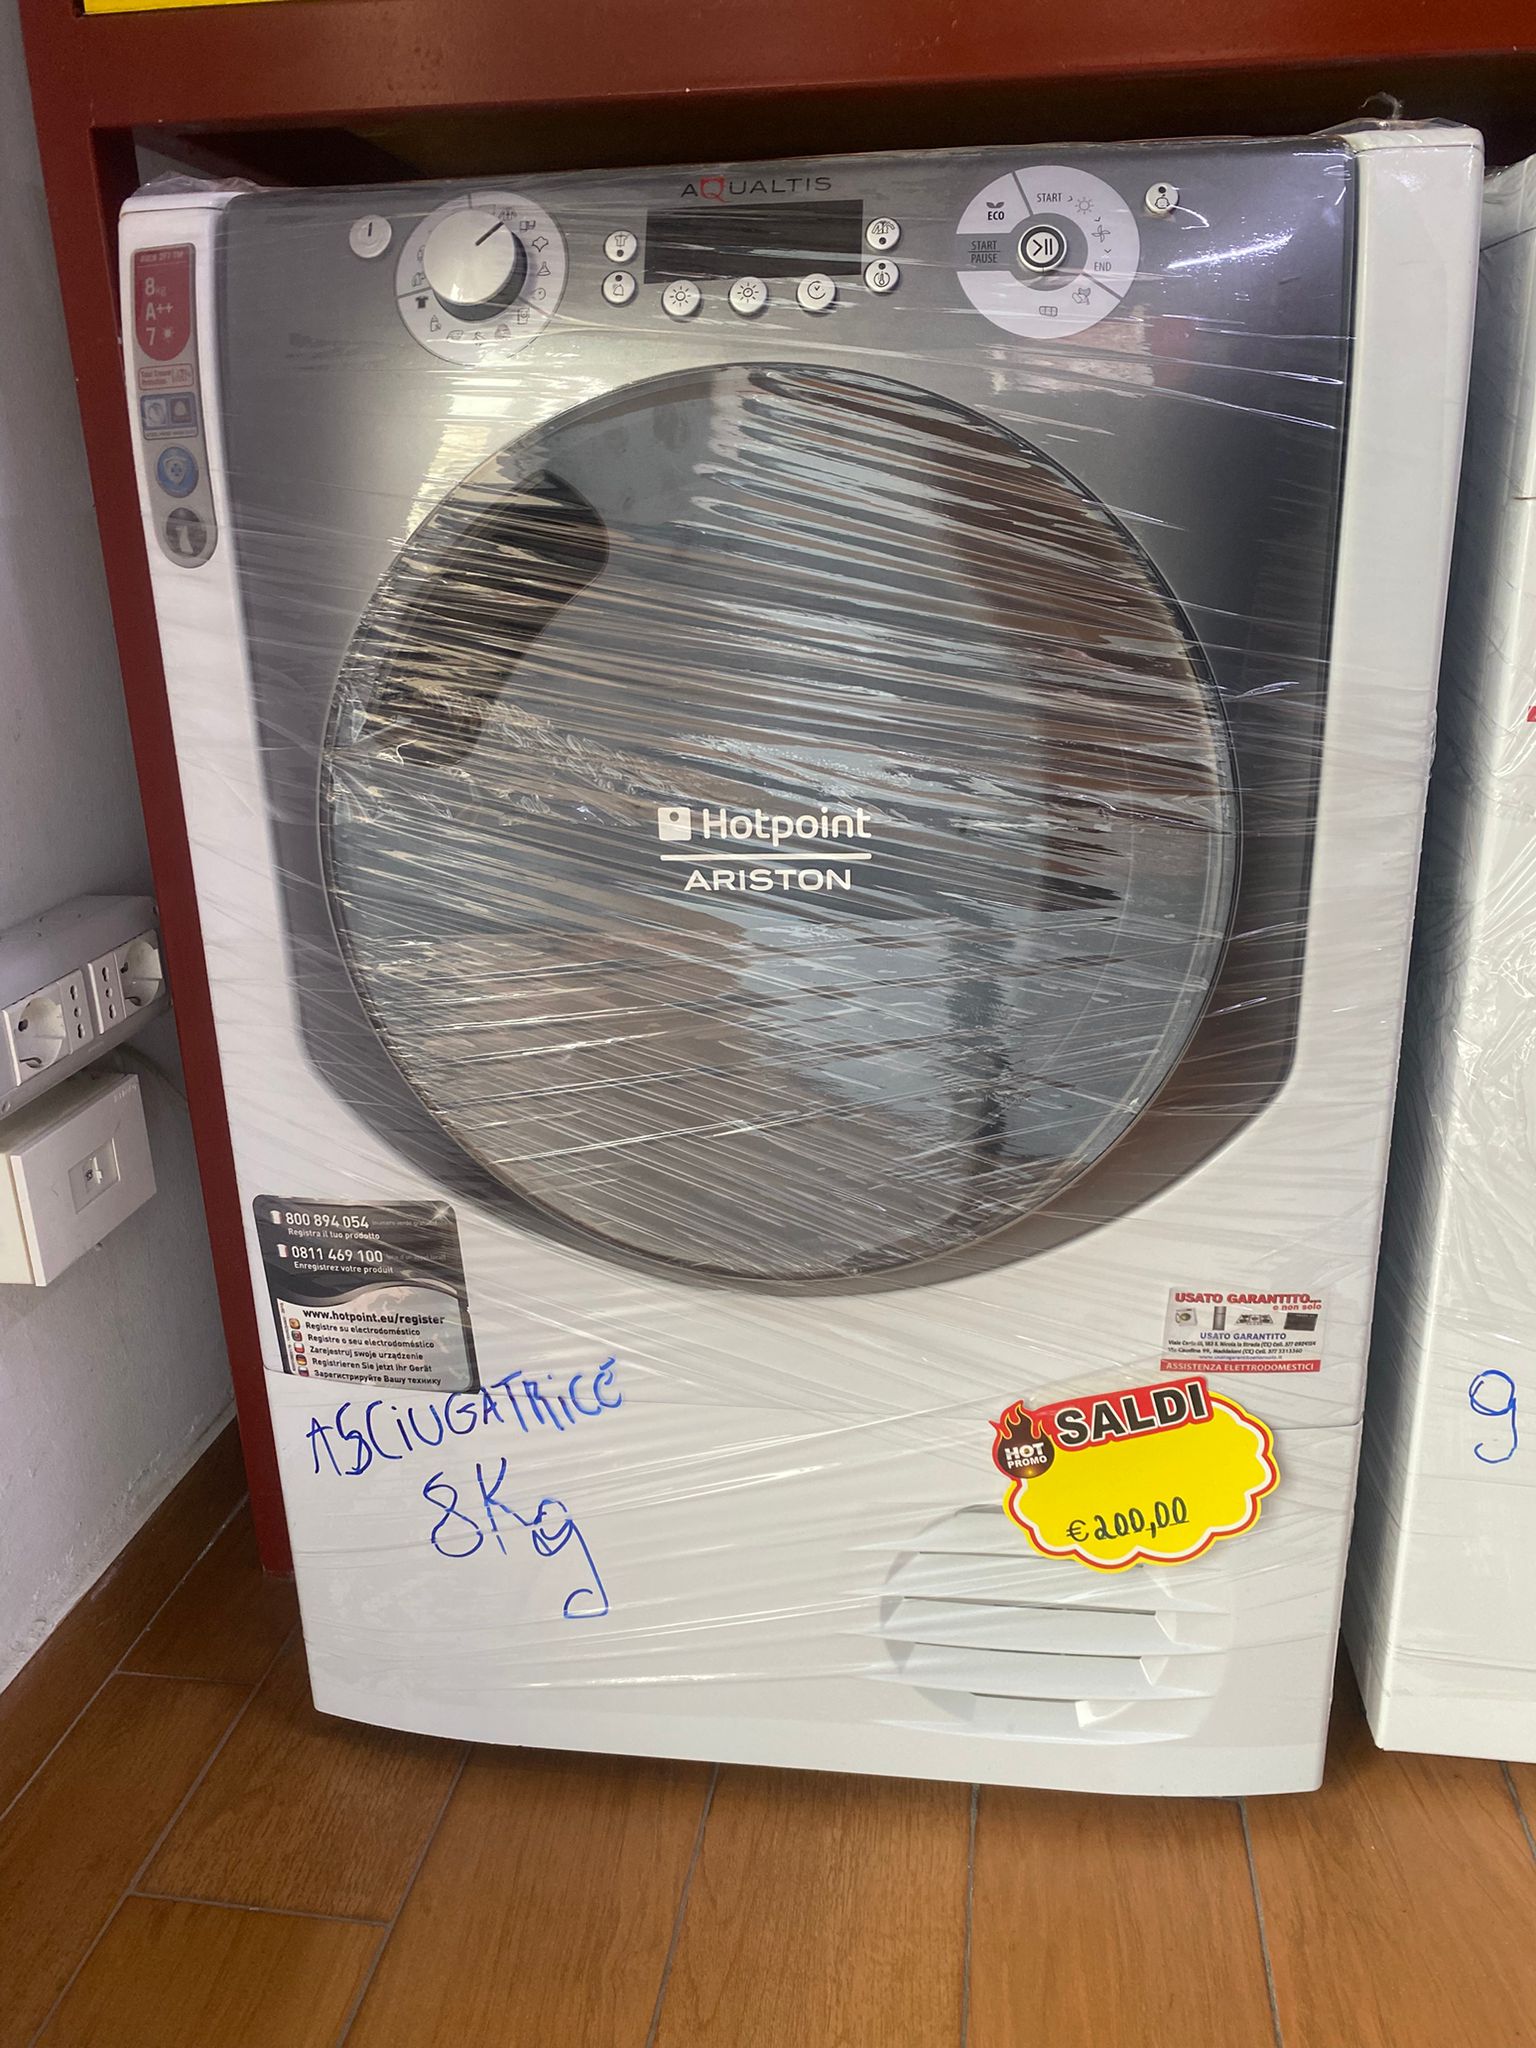 AQUALTIS
ECO
START
START
PAUSE
END
8kg
A++
7
Hotpoint
ARISTON
800 894 054
Registra il tuo prodotto
0811 469 100
Enregistrez votre produit
www.hotpoint.eu/register
Registre su electrodoméstico
Registre o seu electrodoméstico
Zarejestruj swoje urządzenie
Registrieren Sie jetzt Ihr Gerät
Зарегистрируйте Вашу технику
USATO GARANTITO...
e non solo
USATO GARANTITO
ASSISTENZA ELETTRODOMESTICI
ASCIUGATRICE
8Kg
SALDI
HOT
PROMO
€200,00
9